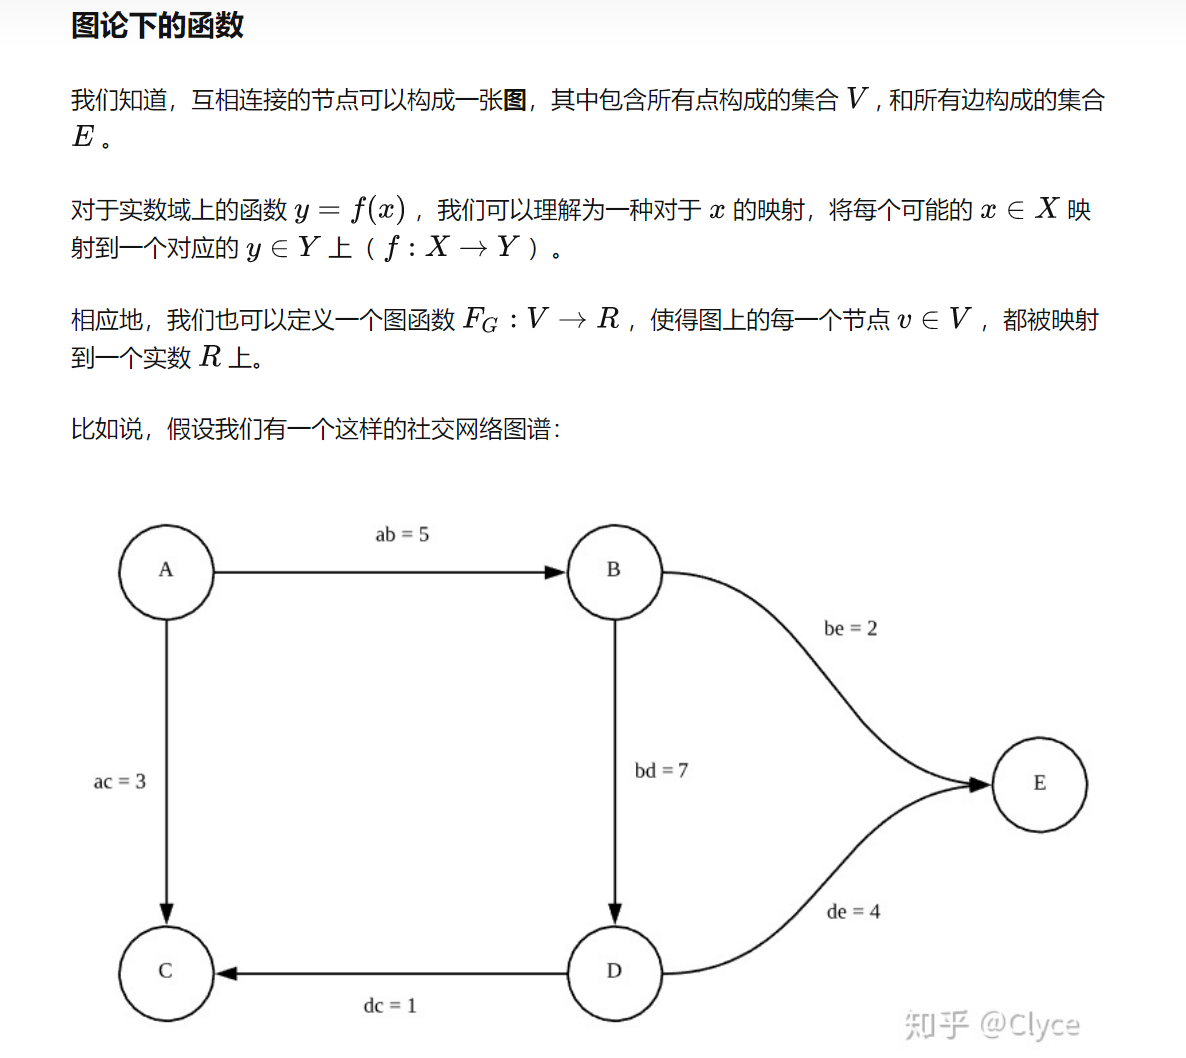 图论下的函数
我们知道，互相连接的节点可以构成一张图，其中包含所有点构成的集合 V , 和所有边构成的集合
E 。
对于实数域上的函数 y = f(x) ，我们可以理解为一种对于 x 的映射，将每个可能的 x ∈ X 映
射到一个对应的 y ∈ Y 上（ f : X → Y ）。
相应地，我们也可以定义一个图函数 F_G : V → R ，使得图上的每一个节点 v ∈ V ，都被映射
到一个实数 R 上。
比如说，假设我们有一个这样的社交网络图谱：
ab = 5
A
B
be = 2
ac = 3
bd = 7
E
de = 4
C
D
dc = 1
知乎 @Clyce